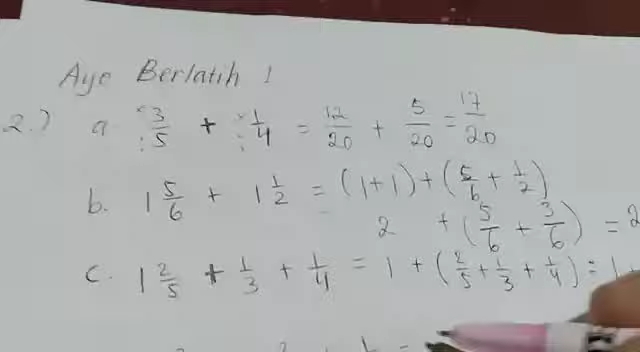 Ayo Berlatih 1
2.) a 3/5 + 1/4 = 12/20 + 5/20 = 17/20
b. 1 5/6 + 1 1/2 = (1+1) + (5/6 + 1/2)
2 + (5/6 + 3/6) = 2
c. 1 2/5 + 1/3 + 1/4 = 1 + (2/5 + 1/3 + 1/4) = 1 +